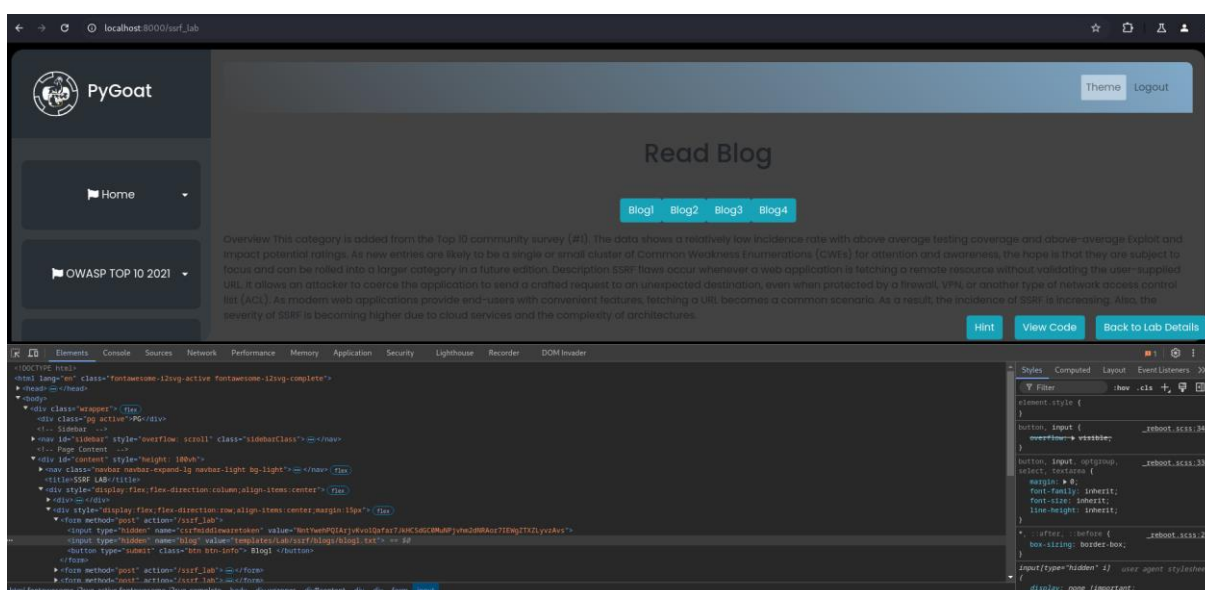 localhost:8000/ssrf_lab
PyGoat
Theme Logout
Read Blog
Home
Blog1 Blog2 Blog3 Blog4
OWASP TOP 10 2021
Overview This category is added from the Top 10 community survey (#1). The data shows a relatively low incidence rate with above average testing coverage and above-average Exploit and
impact potential ratings. As new entries are likely to be a single or small cluster of Common Weakness Enumerations (CWEs) for attention and awareness, the hope is that they are subject to
focus and can be rolled into a larger category in a future edition. Description SSRF flaws occur whenever a web application is fetching a remote resource without validating the user-supplied
URL. It allows an attacker to coerce the application to send a crafted request to an unexpected destination, even when protected by a firewall, VPN, or another type of network access control
list (ACL). As modern web applications provide end-users with convenient features, fetching a URL becomes a common scenario. As a result, the incidence of SSRF is increasing. Also, the
severity of SSRF is becoming higher due to cloud services and the complexity of architectures.
Hint View Code Back to Lab Details
Elements Console Sources Network Performance Memory Application Security Lighthouse Recorder DOM Invader 1
<!DOCTYPE html>
<html lang="en" class="fontawesome-i2svg-active fontawesome-i2svg-complete">
<head></head>
<body>
<div class="wrapper"> flex
<div class="pg active">PG</div>
<!-- Sidebar -->
<nav id="sidebar" style="overflow: scroll" class="sidebarClass"></nav>
<!-- Page Content -->
<div id="content" style="height: 100vh">
<nav class="navbar navbar-expand-lg navbar-light bg-light"></nav> flex
<title>SSRF LAB</title>
<div style="display:flex;flex-direction:column;align-items:center"> flex
<div></div>
<div style="display:flex;flex-direction:row;align-items:center;margin:15px"> flex
<form method="post" action="/ssrf_lab">
<input type="hidden" name="csrfmiddlewaretoken" value=
<input type="hidden" name="blog" value="templates/Lab/ssrf/blogs/blog1.txt"> == $0
<button type="submit" class="btn btn-info"> Blog1 </button>
</form>
<form method="post" action="/ssrf_lab"></form>
<form method="post" action="/ssrf_lab"></form>
Styles Computed Layout Event Listeners
Filter :hov .cls
element.style {
}
button, input { _reboot.scss:34
overflow: visible;
}
button, input, optgroup, _reboot.scss:33
select, textarea {
margin: 0;
font-family: inherit;
font-size: inherit;
line-height: inherit;
}
*, ::after, ::before { _reboot.scss:2
box-sizing: border-box;
}
input[type="hidden" i] user agent stylesheet
{
display: none !important;